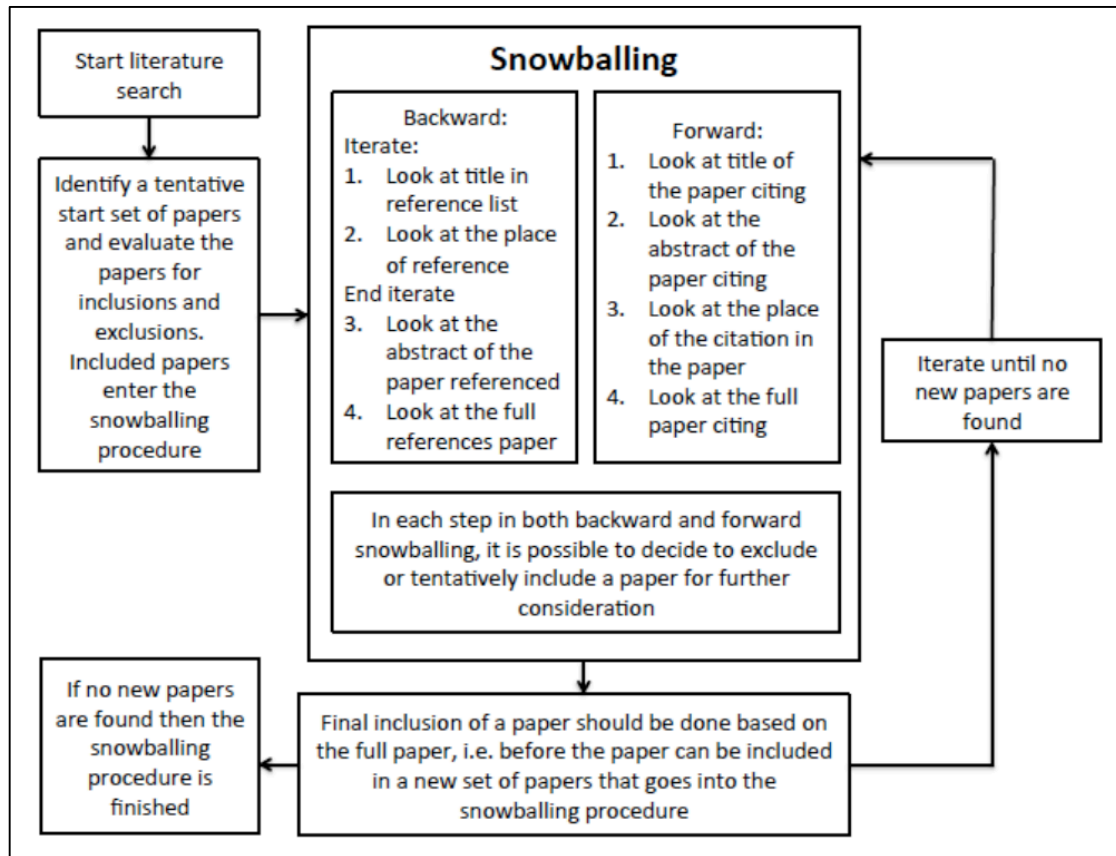 Start literature
search
Identify a tentative
start set of papers
and evaluate the
papers for
inclusions and
exclusions.
Included papers
enter the
snowballing
procedure
Snowballing
Backward:
Iterate:
1. Look at title in
reference list
2. Look at the place
of reference
End iterate
3. Look at the
abstract of the
paper referenced
4. Look at the full
references paper
Forward:
1. Look at title of
the paper citing
2. Look at the
abstract of the
paper citing
3. Look at the place
of the citation in
the paper
4. Look at the full
paper citing
In each step in both backward and forward
snowballing, it is possible to decide to exclude
or tentatively include a paper for further
consideration
Iterate until no
new papers are
found
If no new papers
are found then the
snowballing
procedure is
finished
Final inclusion of a paper should be done based on
the full paper, i.e. before the paper can be included
in a new set of papers that goes into the
snowballing procedure